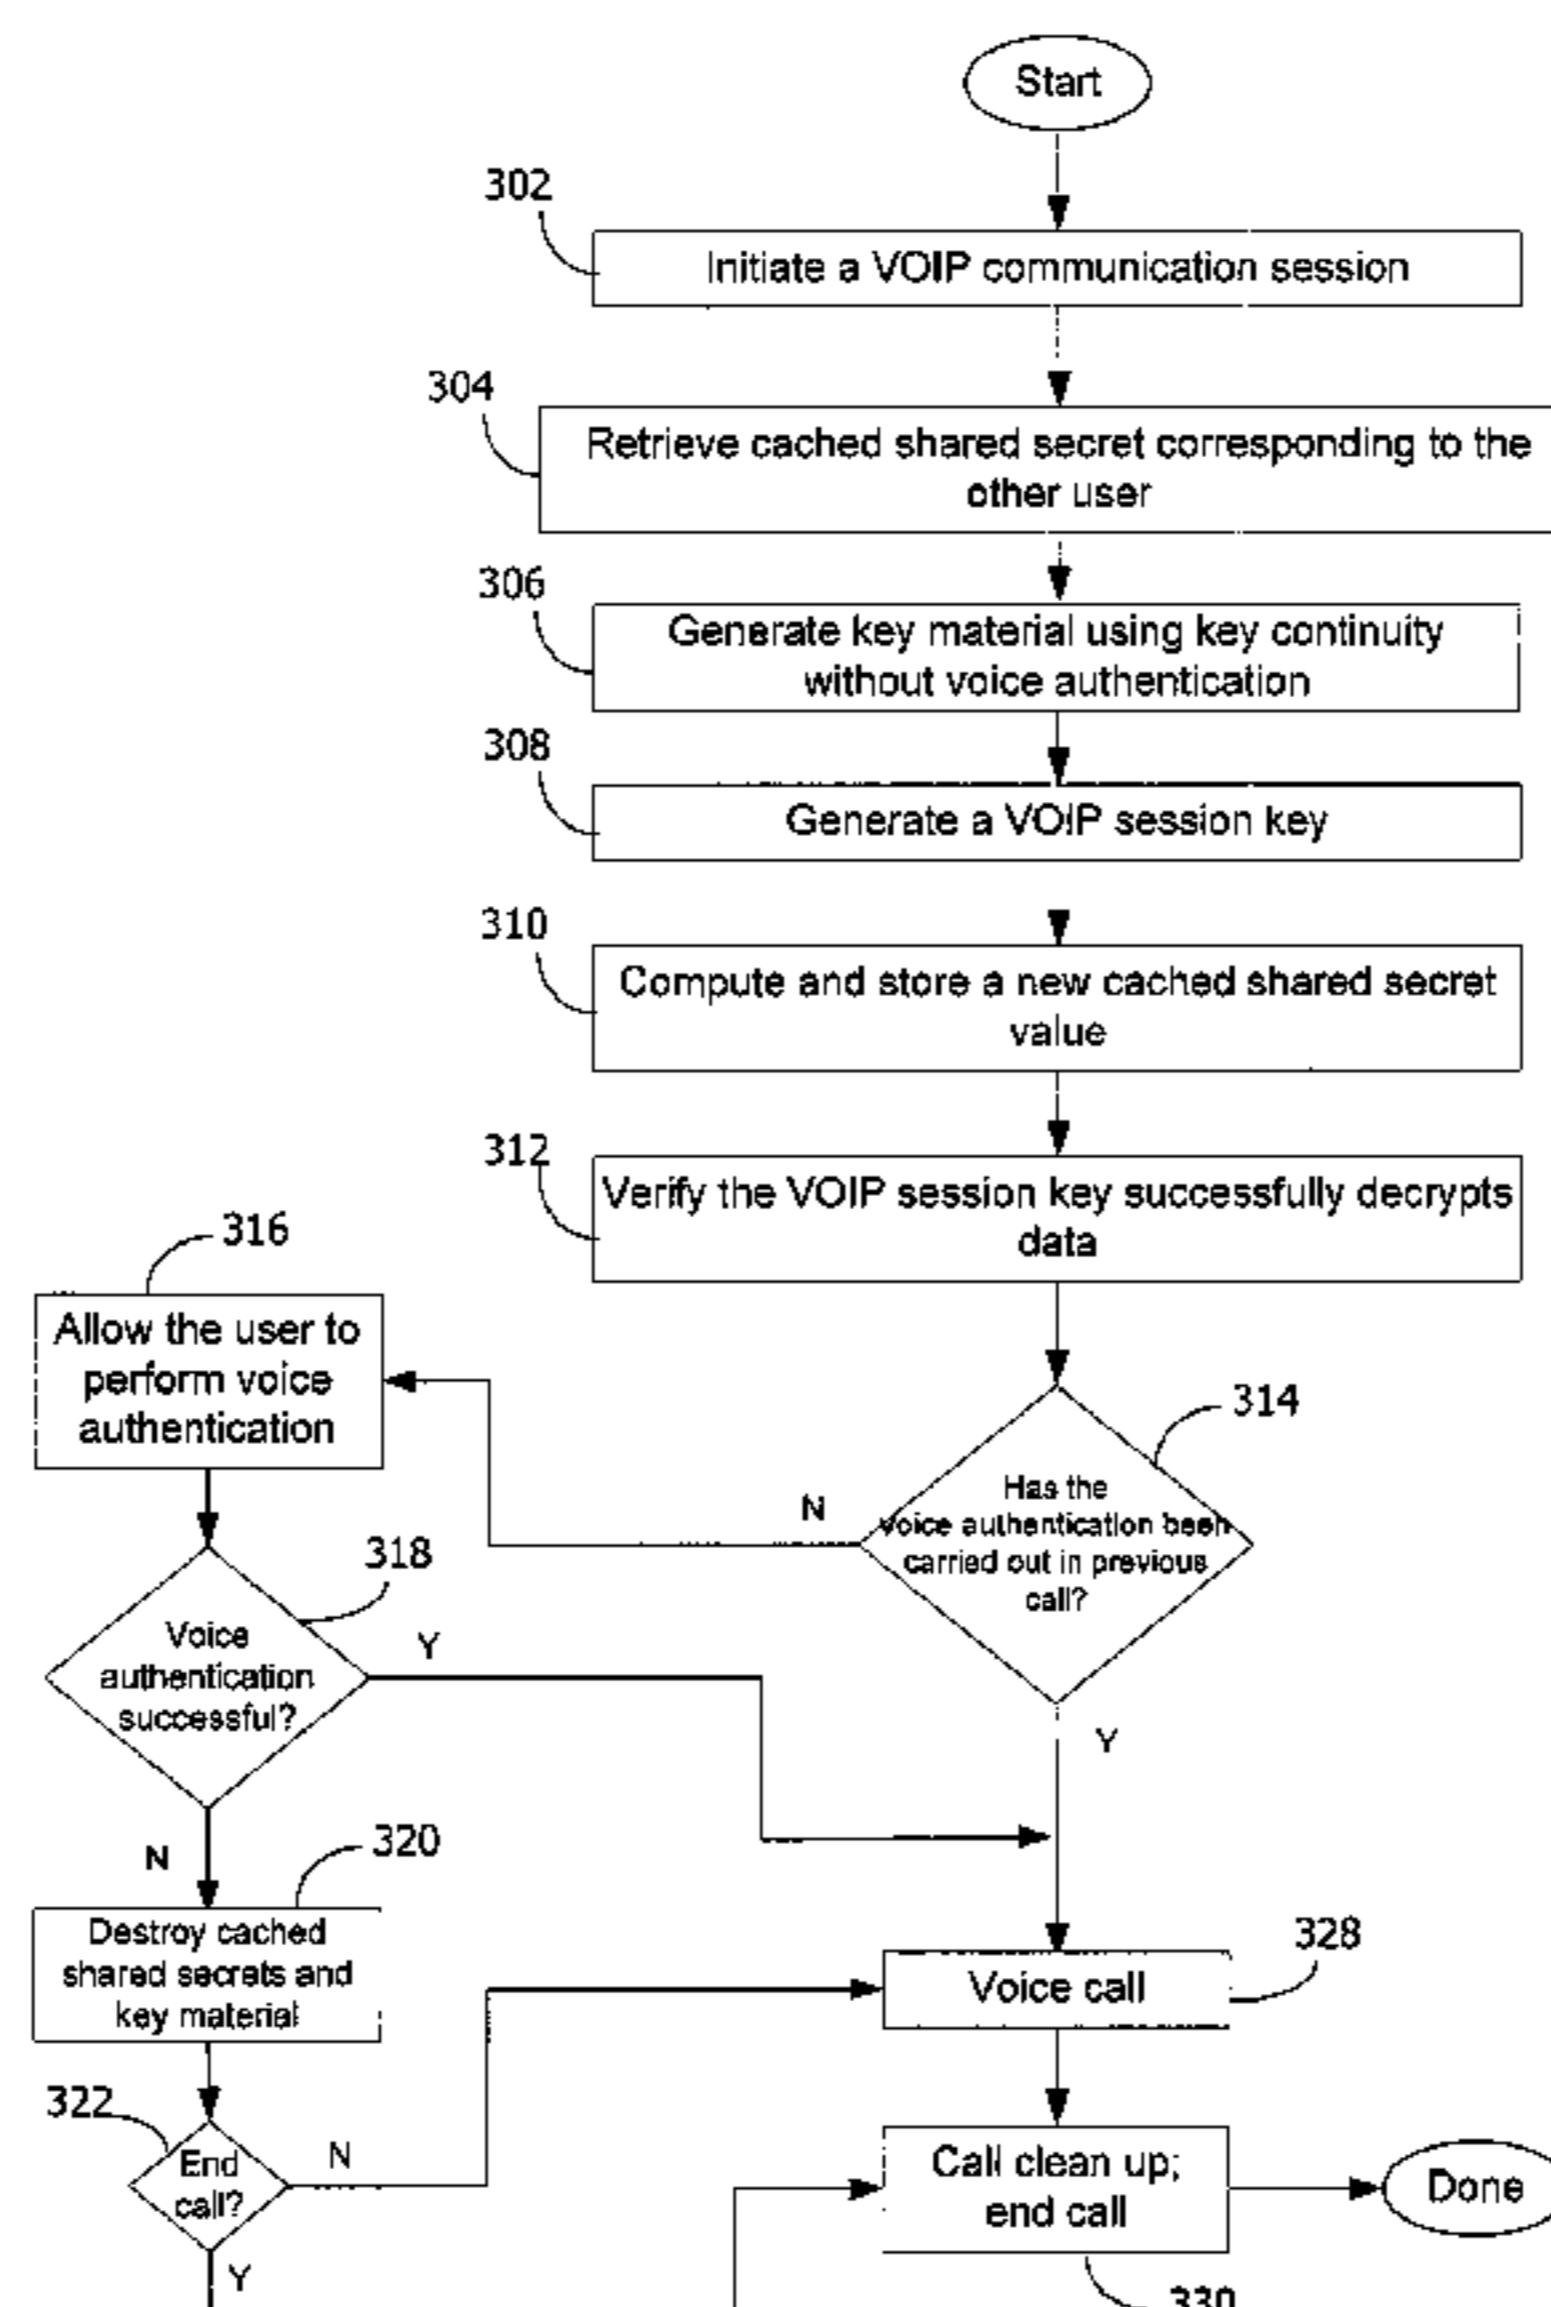 Start
302
Initiate a VOIP communication session
304
Retrieve cached shared secret corresponding to the
other user
306
Generate key material using key continuity
without voice authentication
308
Generate a VOIP session key
310
Compute and store a new cached shared secret
value
312
Verify the VOIP session key successfully decrypts
data
316
Allow the user to
perform voice
authentication
314
Has the
voice authentication been
carried out in previous
call?
N
Y
318
Voice
authentication
successful?
Y
N
320
Destroy cached
shared secrets and
key material
328
Voice call
322
End
call?
N
Y
Call clean up;
end call
Done
330